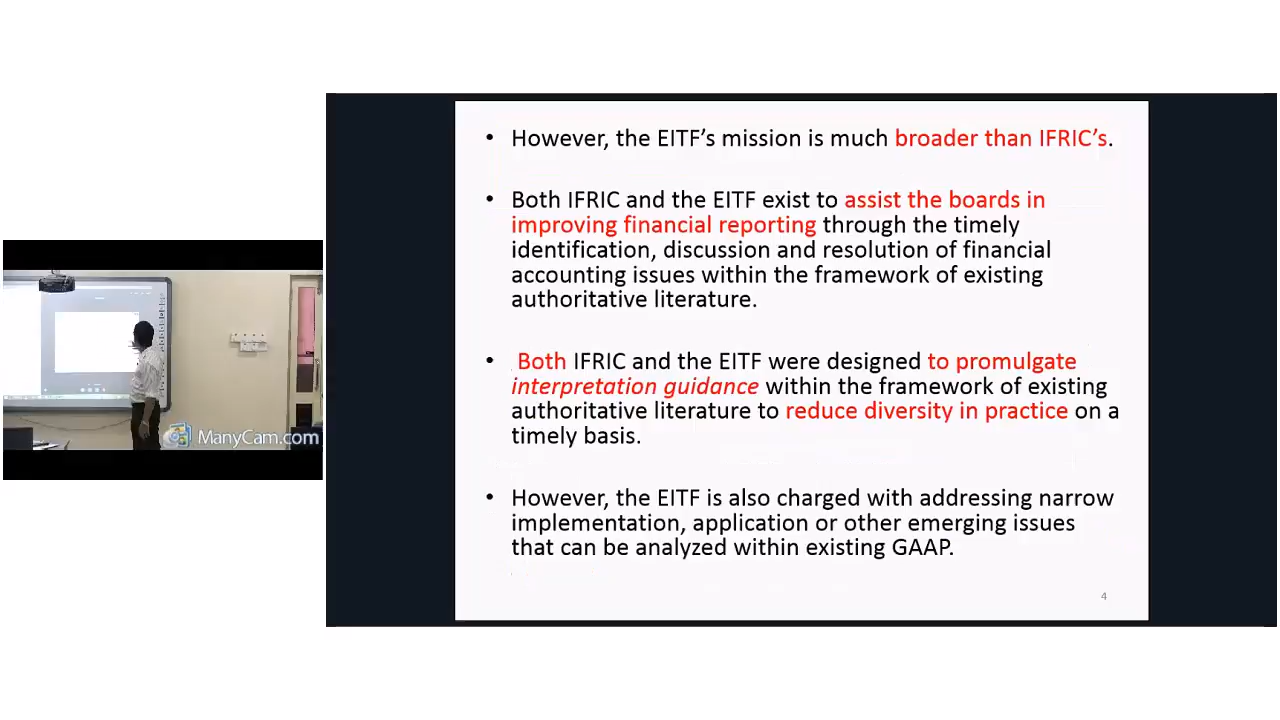 • However, the EITF’s mission is much broader than IFRIC’s.
• Both IFRIC and the EITF exist to assist the boards in
improving financial reporting through the timely
identification, discussion and resolution of financial
accounting issues within the framework of existing
authoritative literature.
• Both IFRIC and the EITF were designed to promulgate
interpretation guidance within the framework of existing
authoritative literature to reduce diversity in practice on a
timely basis.
• However, the EITF is also charged with addressing narrow
implementation, application or other emerging issues
that can be analyzed within existing GAAP.
4
ManyCam.com